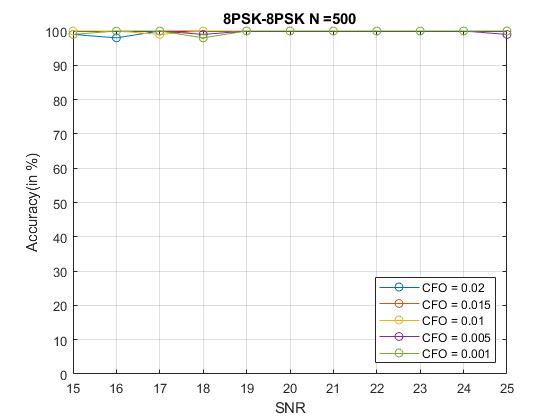 8PSK-8PSK N =500
100
90
80
70
60
50
40
30
20
10
0
Accuracy(in %)
CFO = 0.02
CFO = 0.015
CFO = 0.01
CFO = 0.005
CFO = 0.001
15 16 17 18 19 20 21 22 23 24 25
SNR